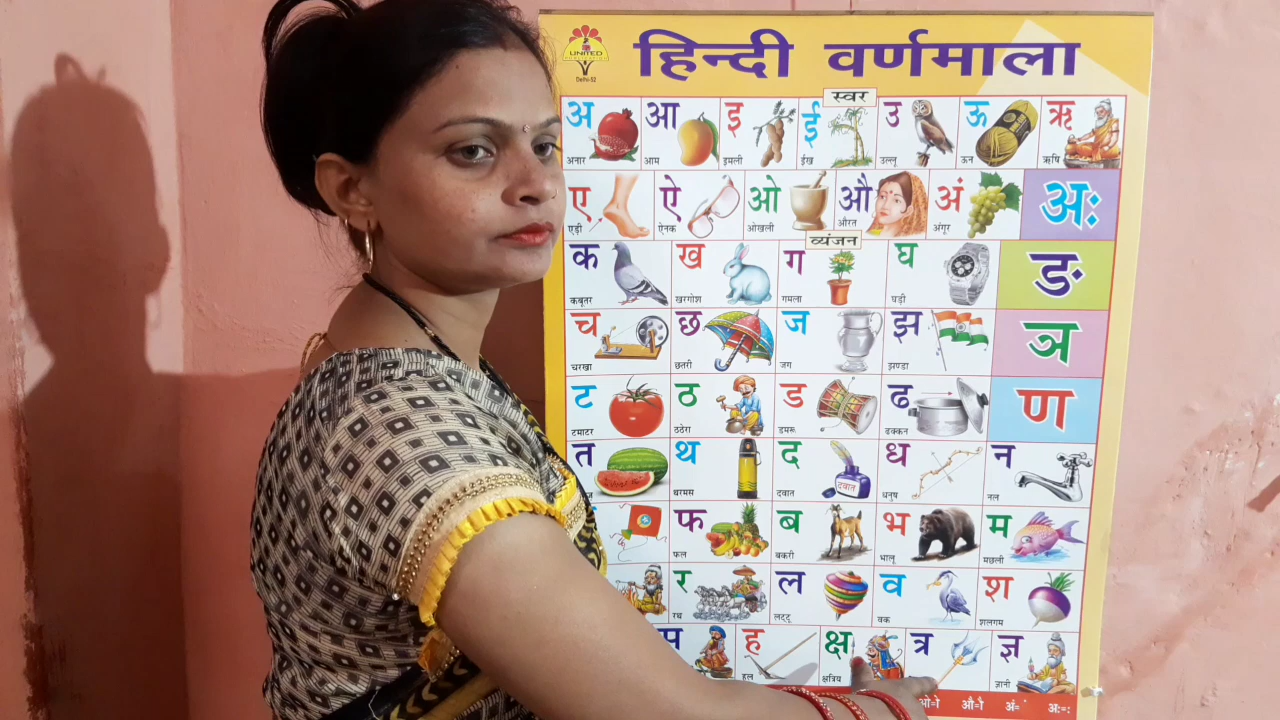 UNITED
Delhi-52
हिन्दी वर्णमाला
स्वर
अ आ इ ई उ ऊ ऋ
अनार आम इमली ईख उल्लू ऊन ऋषि
ए ऐ ओ औ अं अः
एड़ी ऐनक ओखली औरत अंगूर
व्यंजन
क ख ग घ ङ
कबूतर खरगोश गमला घड़ी
च छ ज झ ञ
चरखा छतरी जग झण्डा
ट ठ ड ढ ण
टमाटर ठठेरा डमरू ढक्कन
त थ द ध न
थरमस दवात दवात धनुष नल
फ ब भ म
फल बकरी भालू मछली
र ल व श
रथ लट्टू वक शलगम
ह क्ष त्र ज्ञ
हल क्षत्रिय ज्ञानी